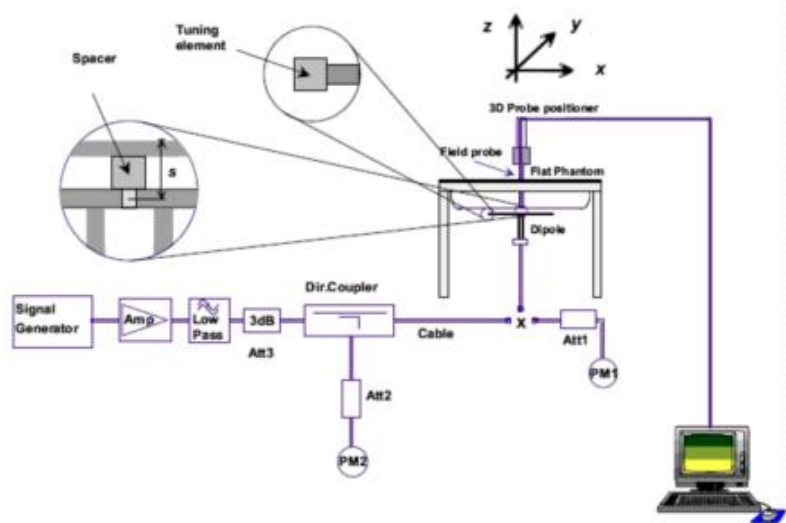 Tuning
element
Spacer
s
z
y
x
3D Probe positioner
Field probe
Flat Phantom
Dipole
Signal
Generator
Amp
Low
Pass
3dB
Att3
Dir.Coupler
Cable
x
Att1
PM1
Att2
PM2